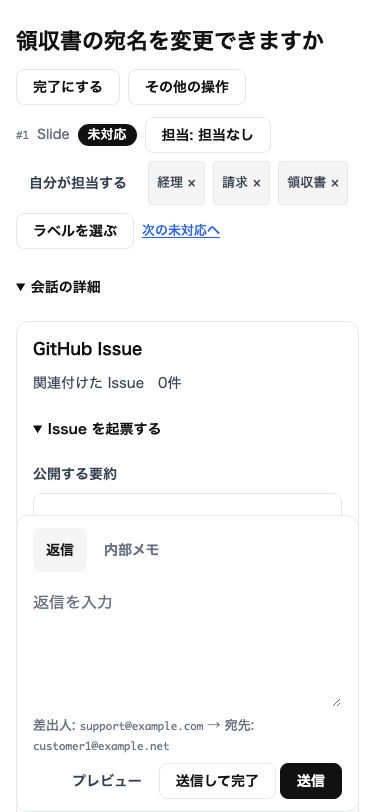 領収書の宛名を変更できますか
完了にする その他の操作
#1 Slide 未対応 担当: 担当なし
自分が担当する 経理 × 請求 × 領収書 ×
ラベルを選ぶ 次の未対応へ
▼ 会話の詳細
GitHub Issue
関連付けた Issue 0件
▼ Issue を起票する
公開する要約
返信 内部メモ
返信を入力
差出人: support@example.com → 宛先:
customer1@example.net
プレビュー 送信して完了 送信